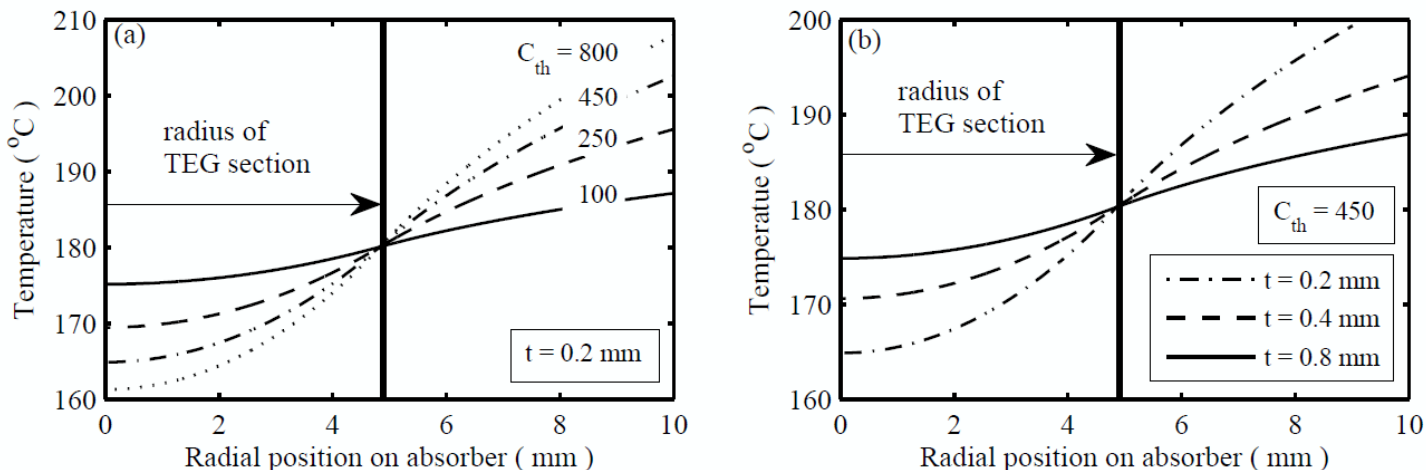 (a)
210
200
190
180
170
160
Temperature ( °C )
C_th = 800
450
250
100
radius of
TEG section
t = 0.2 mm
0 2 4 6 8 10
Radial position on absorber ( mm )
(b)
200
190
180
170
160
Temperatue ( °C )
radius of
TEG section
C_th = 450
t = 0.2 mm
t = 0.4 mm
t = 0.8 mm
0 2 4 6 8 10
Radial position on absorber ( mm )